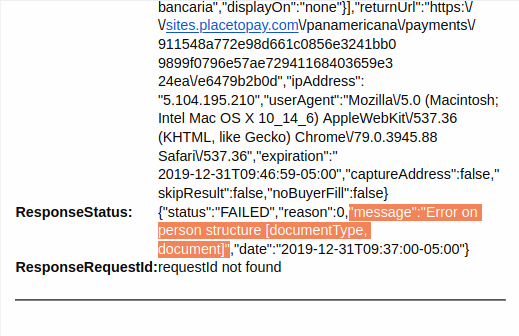 bancaria","displayOn":"none"}],"returnUrl":"https:\/
\/sites.placetopay.com\/panamericana\/payments\/
911548a772e98d661c0856e3241bb0
9899f0796e57ae72941168403659e3
24ea\/e6479b2b0d","ipAddress":
"5.104.195.210","userAgent":"Mozilla\/5.0 (Macintosh;
Intel Mac OS X 10_14_6) AppleWebKit\/537.36
(KHTML, like Gecko) Chrome\/79.0.3945.88
Safari\/537.36","expiration":"
2019-12-31T09:46:59-05:00","captureAddress":false,"
skipResult":false,"noBuyerFill":false}
ResponseStatus: {"status":"FAILED","reason":0,"message":"Error on
person structure [documentType,
document]","date":"2019-12-31T09:37:00-05:00"}
ResponseRequestId:requestId not found